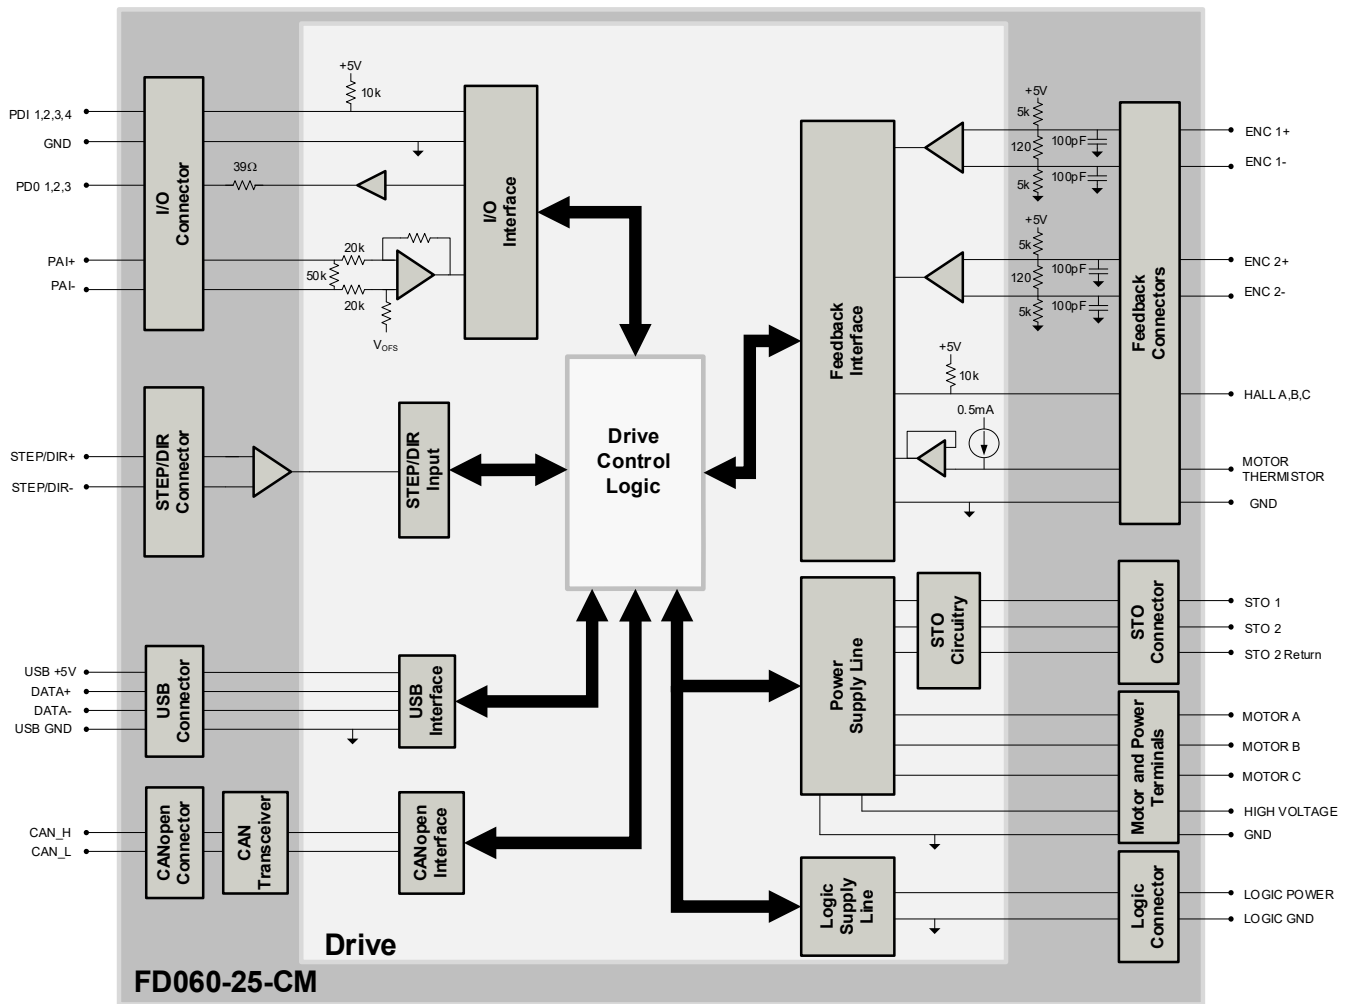 PDI 1,2,3,4
GND
PD0 1,2,3
PAI+
PAI-
I/O
Connector
+5V
10k
39Ω
20k
50k
20k
VOFS
I/O
Interface
STEP/DIR+
STEP/DIR-
STEP/DIR
Connector
STEP/DIR
Input
USB +5V
DATA+
DATA-
USB GND
USB
Connector
USB
Interface
CAN_H
CAN_L
CANopen
Connector
CAN
Transceiver
CANopen
Interface
Drive
Control
Logic
Feedback
Interface
+5V
5k
120
5k
100pF
100pF
+5V
5k
120
5k
100pF
100pF
+5V
10k
0.5mA
Feedback
Connectors
ENC 1+
ENC 1-
ENC 2+
ENC 2-
HALL A,B,C
MOTOR
THERMISTOR
GND
Power
Supply Line
STO
Circuitry
STO
Connector
STO 1
STO 2
STO 2 Return
Motor and Power
Terminals
MOTOR A
MOTOR B
MOTOR C
HIGH VOLTAGE
GND
Logic
Supply
Line
Logic
Connector
LOGIC POWER
LOGIC GND
Drive
FD060-25-CM